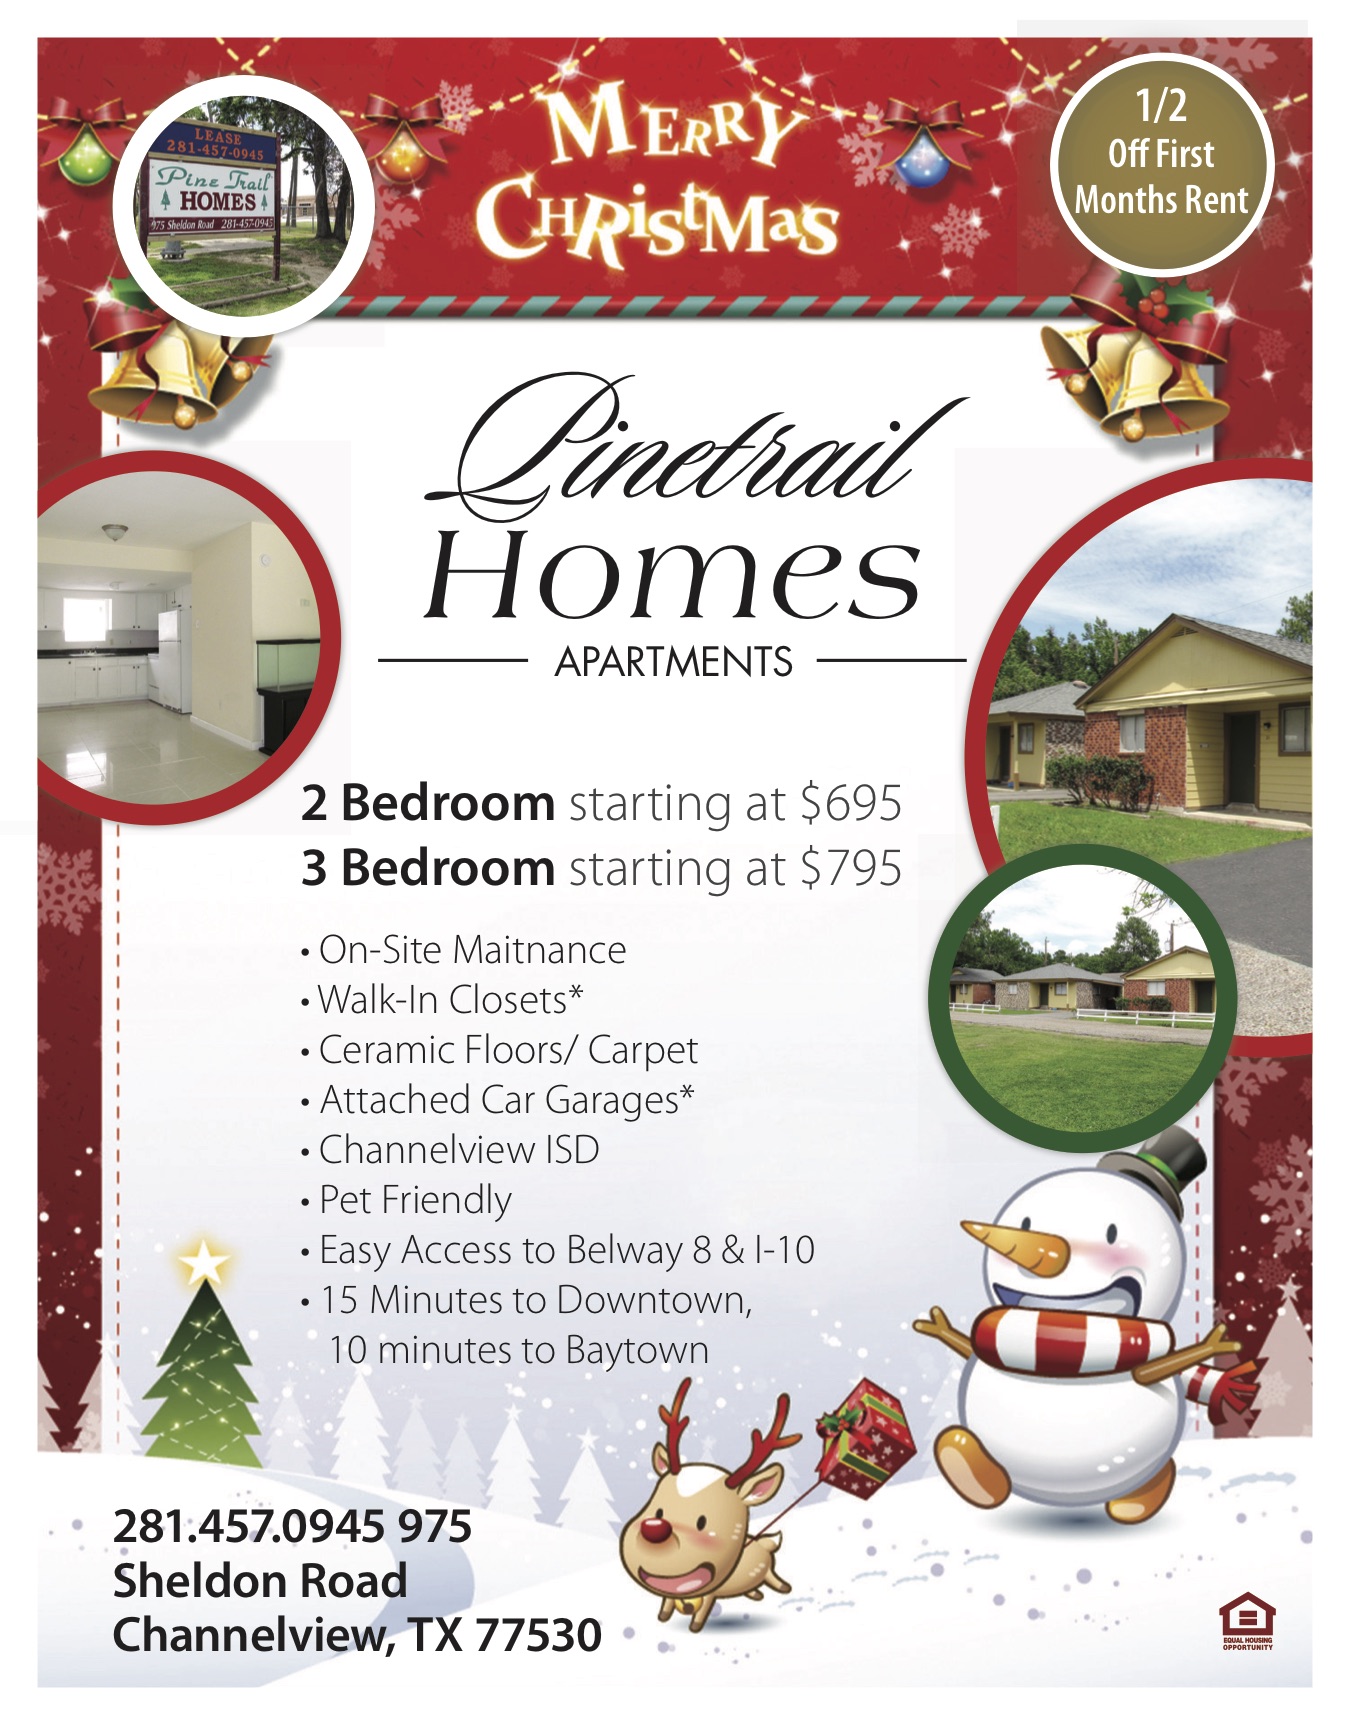 LEASE
281-457-0945
Pine Trail
HOMES
975 Sheldon Road 281-457-0945
MERRY
CHRistMas
1/2
Off First
Months Rent
Pinetrail
Homes
APARTMENTS
2 Bedroom starting at $695
3 Bedroom starting at $795
• On-Site Maitnance
• Walk-In Closets*
• Ceramic Floors/ Carpet
• Attached Car Garages*
• Channelview ISD
• Pet Friendly
• Easy Access to Belway 8 & I-10
• 15 Minutes to Downtown,
10 minutes to Baytown
281.457.0945 975
Sheldon Road
Channelview, TX 77530
EQUAL HOUSING
OPPORTUNITY